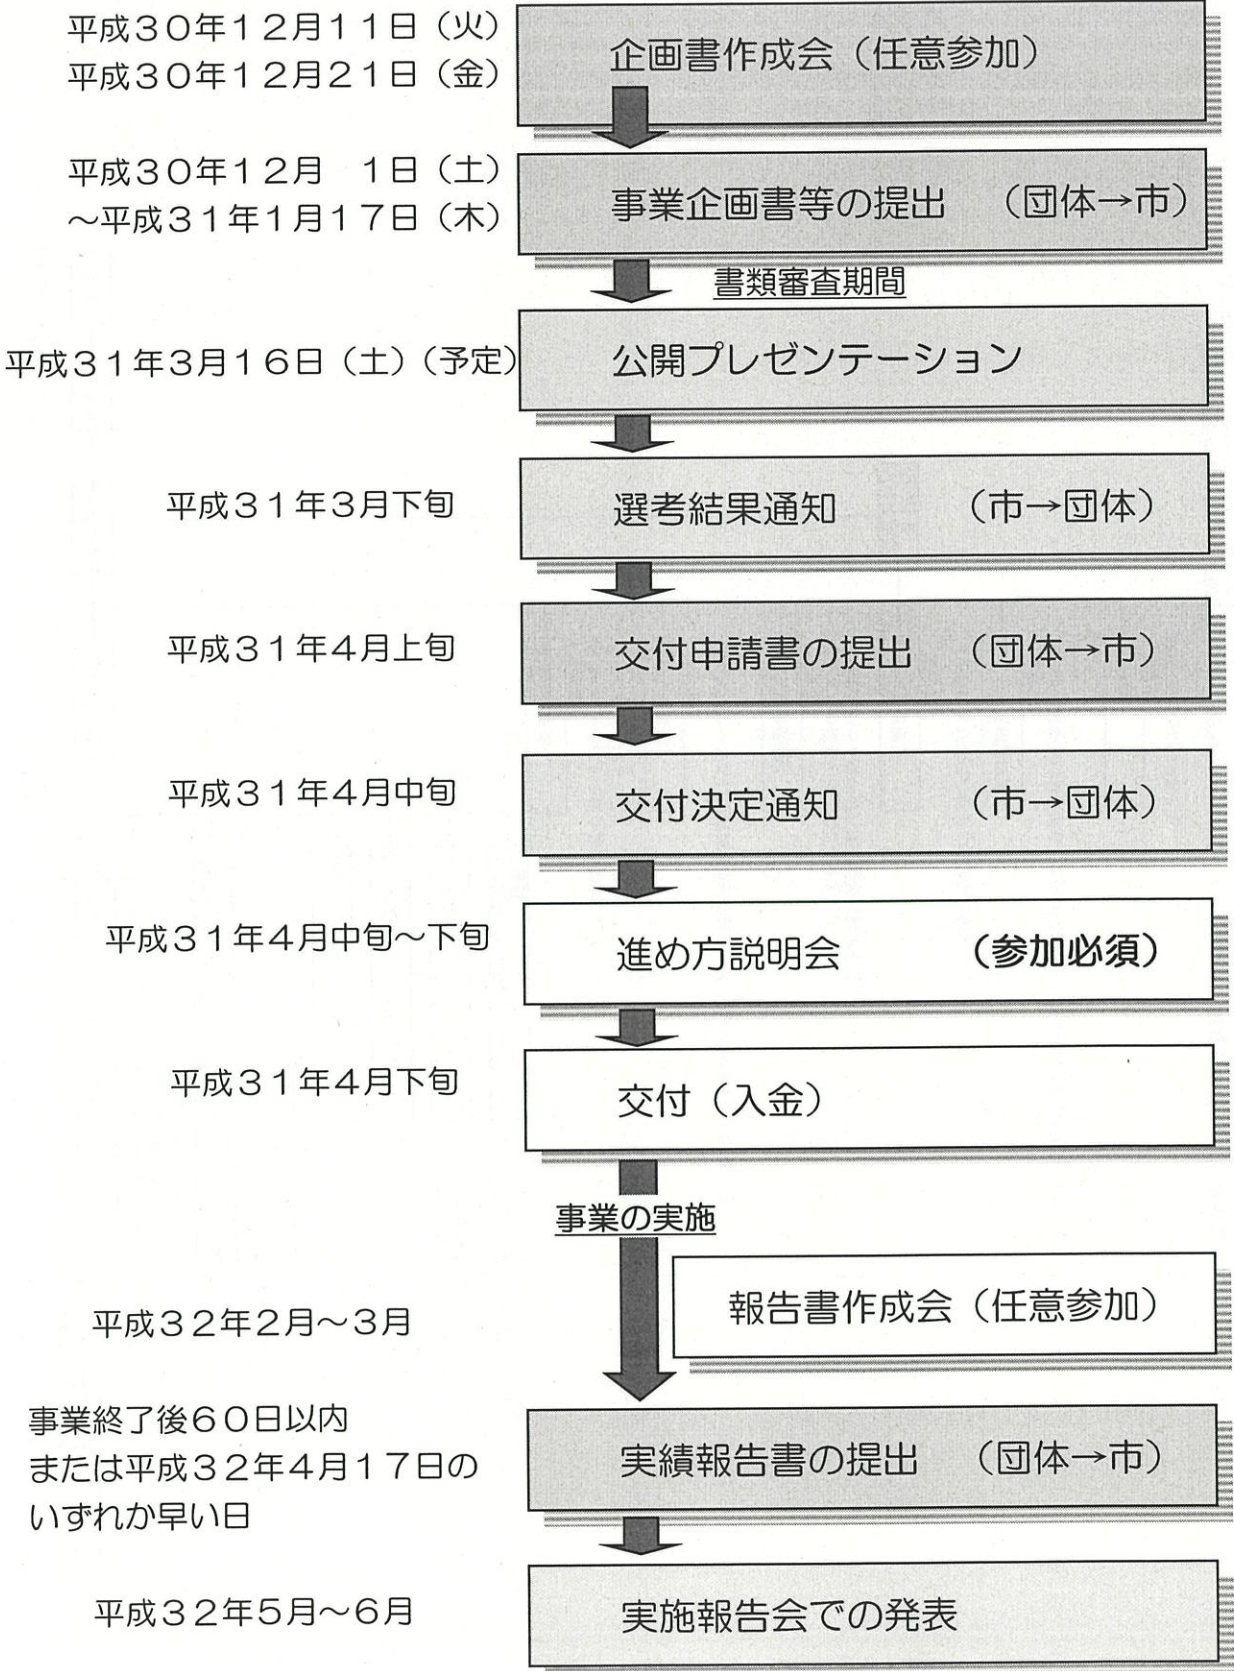 平成３０年１２月１１日（火）
平成３０年１２月２１日（金）
企画書作成会（任意参加）
平成３０年１２月　１日（土）
～平成３１年１月１７日（木）
事業企画書等の提出　（団体→市）
書類審査期間
平成３１年３月１６日（土）（予定）
公開プレゼンテーション
平成３１年３月下旬
選考結果通知　（市→団体）
平成３１年４月上旬
交付申請書の提出　（団体→市）
平成３１年４月中旬
交付決定通知　（市→団体）
平成３１年４月中旬～下旬
進め方説明会　（参加必須）
平成３１年４月下旬
交付（入金）
事業の実施
平成３２年２月～３月
報告書作成会（任意参加）
事業終了後６０日以内
または平成３２年４月１７日の
いずれか早い日
実績報告書の提出　（団体→市）
平成３２年５月～６月
実施報告会での発表